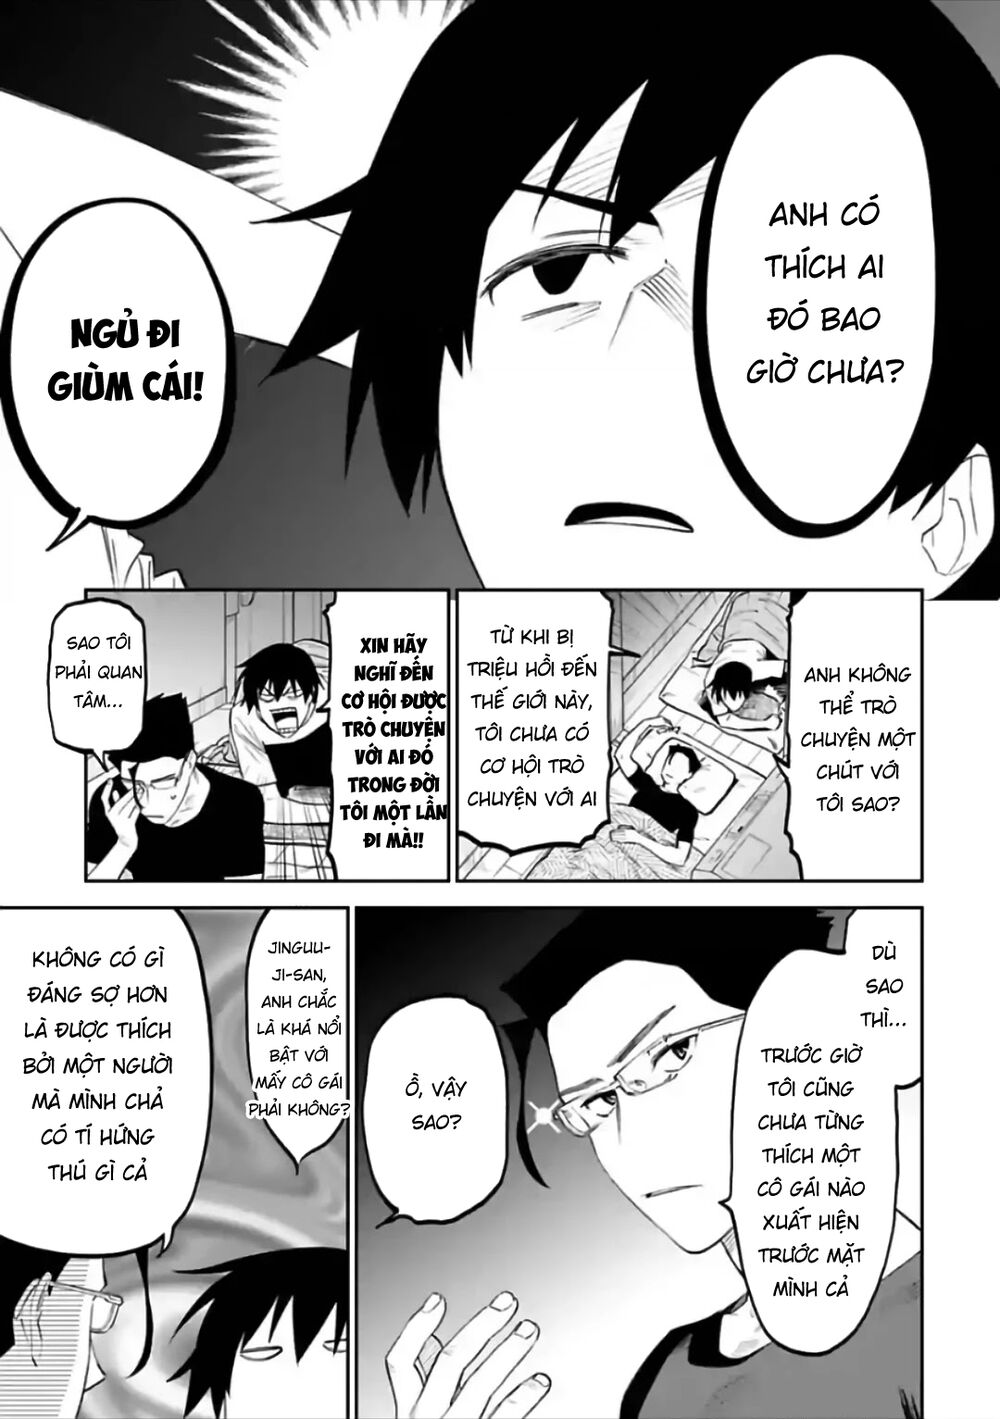 ANH CÓ
THÍCH AI
ĐÓ BAO
GIỜ CHƯA?
NGỦ ĐI
GIÙM CÁI!
ANH KHÔNG
THỂ TRÒ
CHUYỆN MỘT
CHÚT VỚI
TÔI SAO?
TỪ KHI BỊ
TRIỆU HỒI ĐẾN
THẾ GIỚI NÀY,
TÔI CHƯA CÓ
CƠ HỘI TRÒ
CHUYỆN VỚI AI
XIN HÃY
NGHĨ ĐẾN
CƠ HỘI ĐƯỢC
TRÒ CHUYỆN
VỚI AI ĐÓ
TRONG ĐỜI
TÔI MỘT LẦN
ĐI MÀ!!
SAO TÔI
PHẢI QUAN
TÂM...
DÙ
SAO
THÌ...
TRƯỚC GIỜ
TÔI CŨNG
CHƯA TỪNG
THÍCH MỘT
CÔ GÁI NÀO
XUẤT HIỆN
TRƯỚC MẶT
MÌNH CẢ
Ồ, VẬY
SAO?
JINGUU-
JI-SAN,
ANH CHẮC
LÀ KHÁ NỔI
BẬT VỚI
MẤY CÔ GÁI
PHẢI KHÔNG?
KHÔNG CÓ GÌ
ĐÁNG SỢ HƠN
LÀ ĐƯỢC THÍCH
BỞI MỘT NGƯỜI
MÀ MÌNH CHẢ
CÓ TÍ HỨNG
THÚ GÌ CẢ